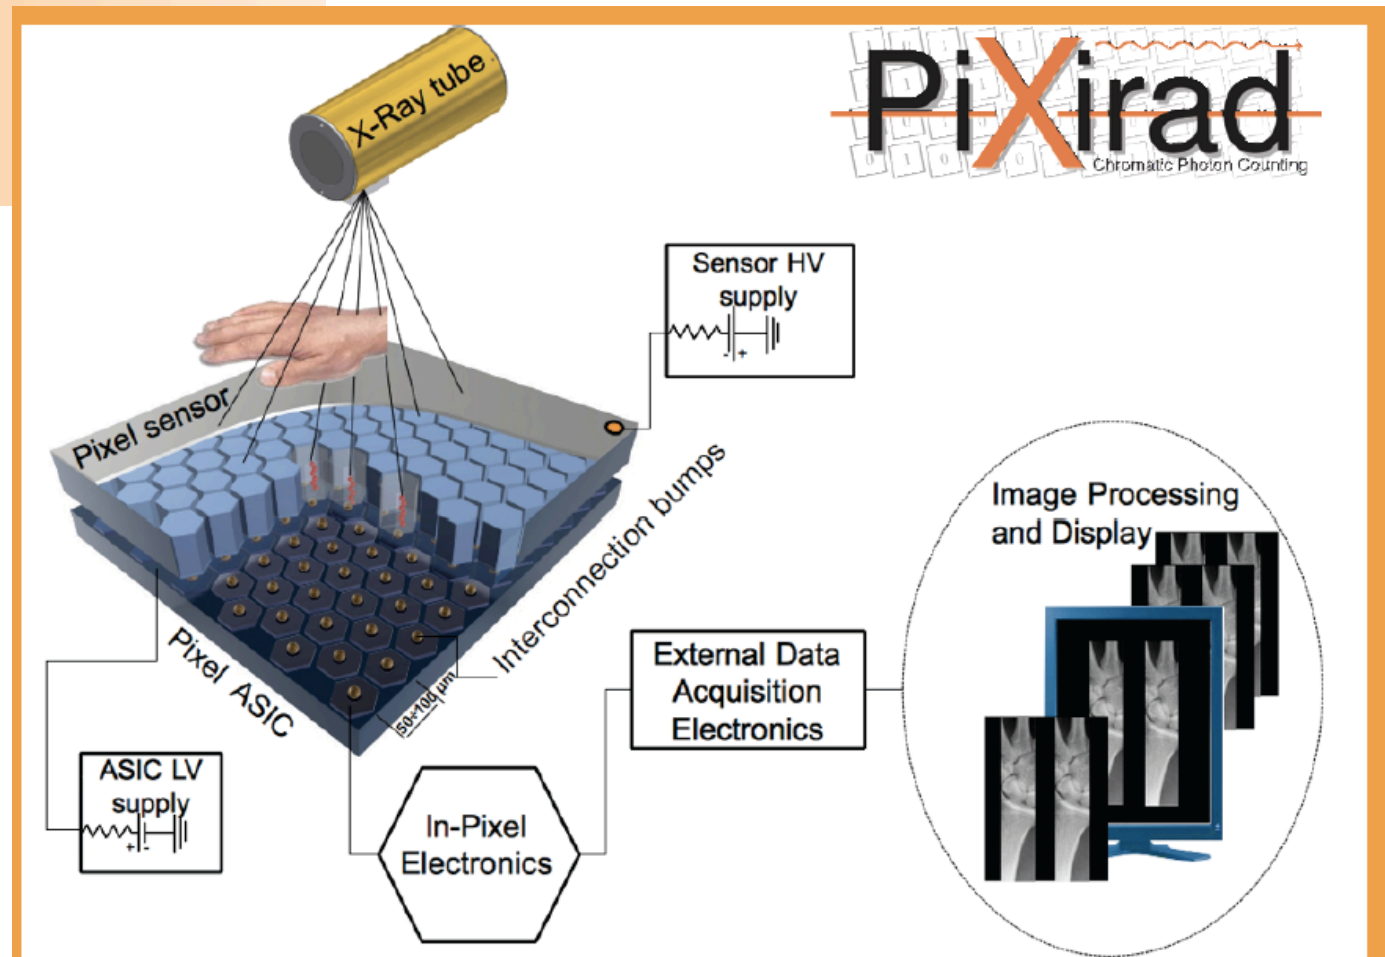 X-Ray tube
PiXirad
Chromatic Photon Counting
Sensor HV
supply
- +
Pixel sensor
Interconnection bumps
Image Processing
and Display
Pixel ASIC
50÷100 μm
External Data
Acquisition
Electronics
ASIC LV
supply
+ -
In-Pixel
Electronics